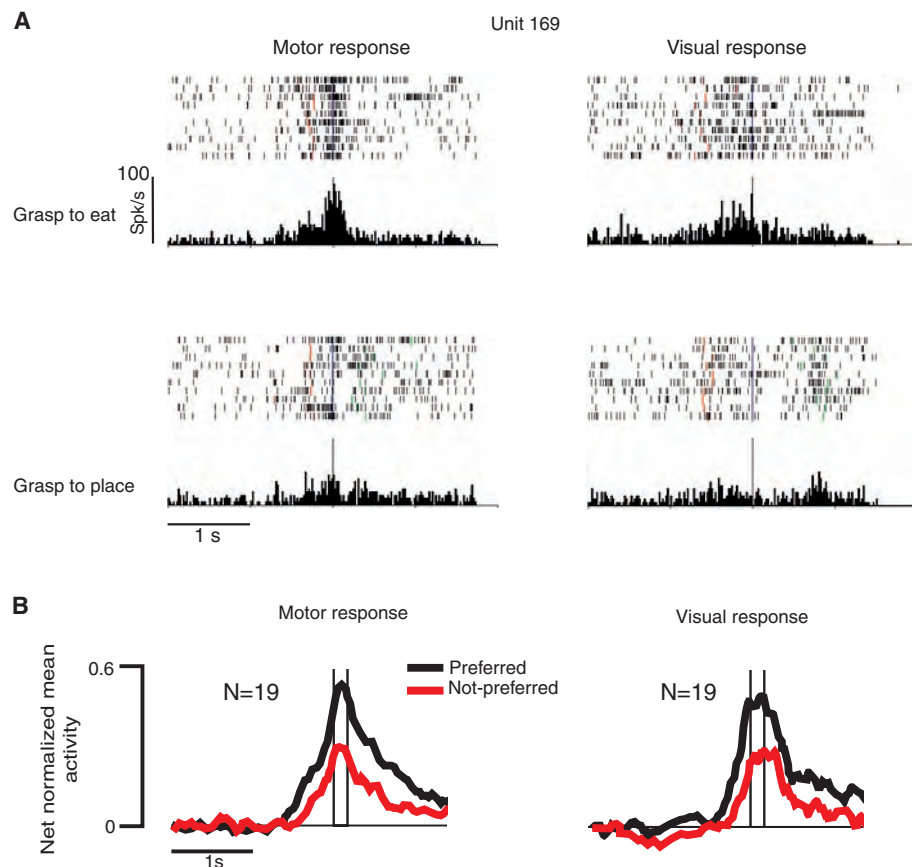 A
Unit 169
Motor response
Visual response
100
Spk/s
Grasp to eat
Grasp to place
1 s
B
Motor response
Visual response
Net normalized mean
activity
0.6
0
N=19
Preferred
Not-preferred
N=19
1s